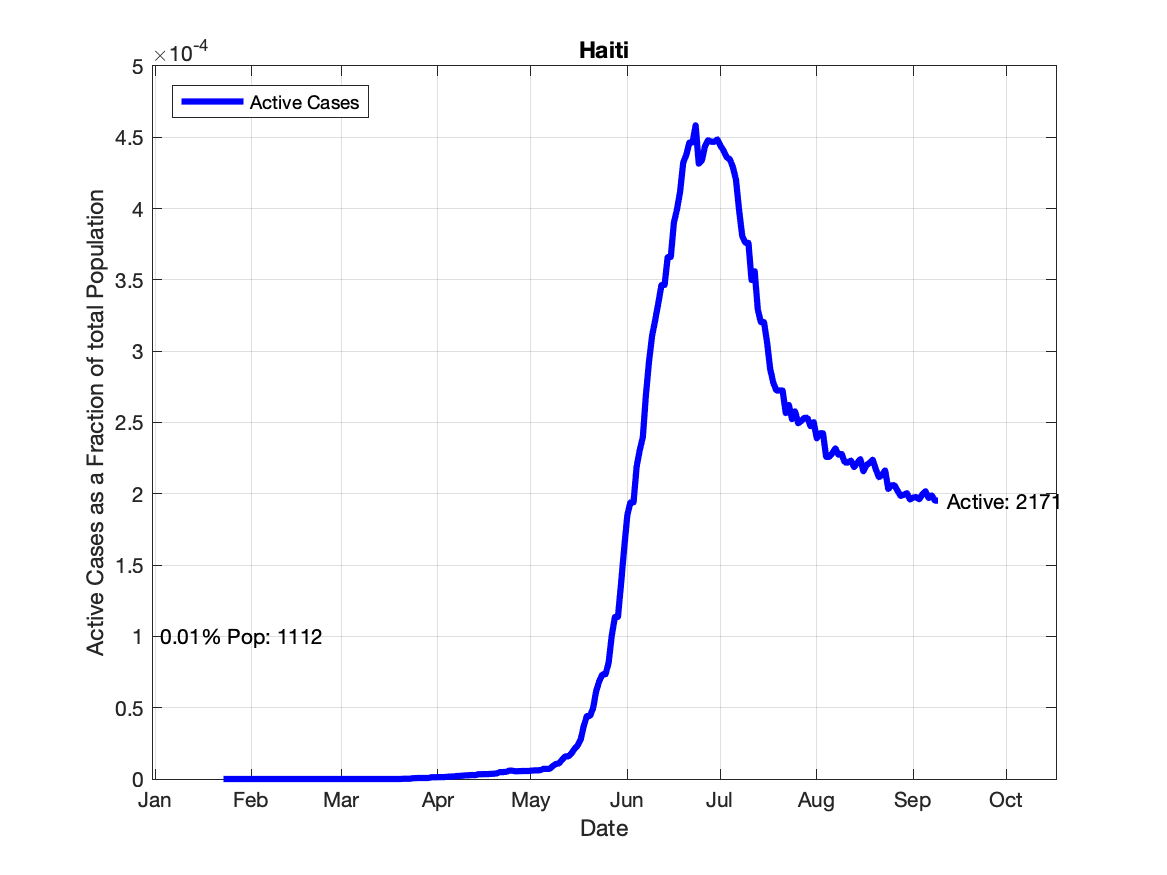 Haiti
×10-4
Active Cases
5
4.5
4
3.5
3
2.5
2
1.5
1
0.5
0
Active Cases as a Fraction of total Population
Active: 2171
0.01% Pop: 1112
Jan Feb Mar Apr May Jun Jul Aug Sep Oct
Date